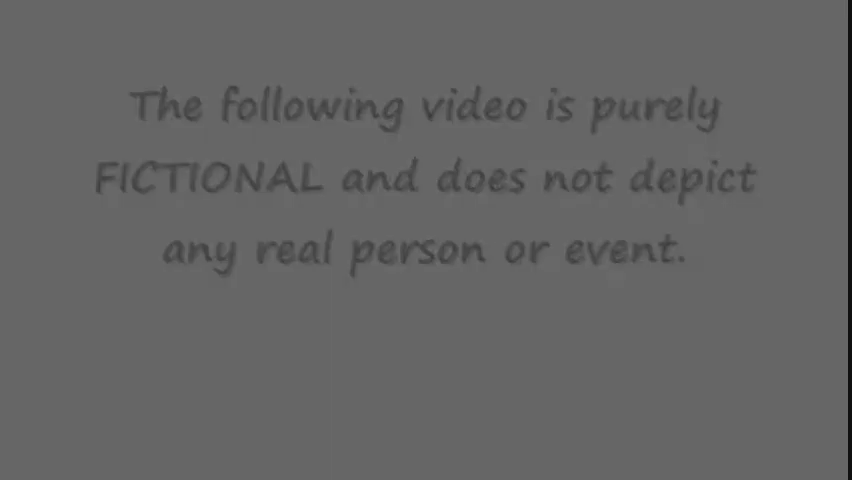 The following video is purely
FICTIONAL and does not depict
any real person or event.